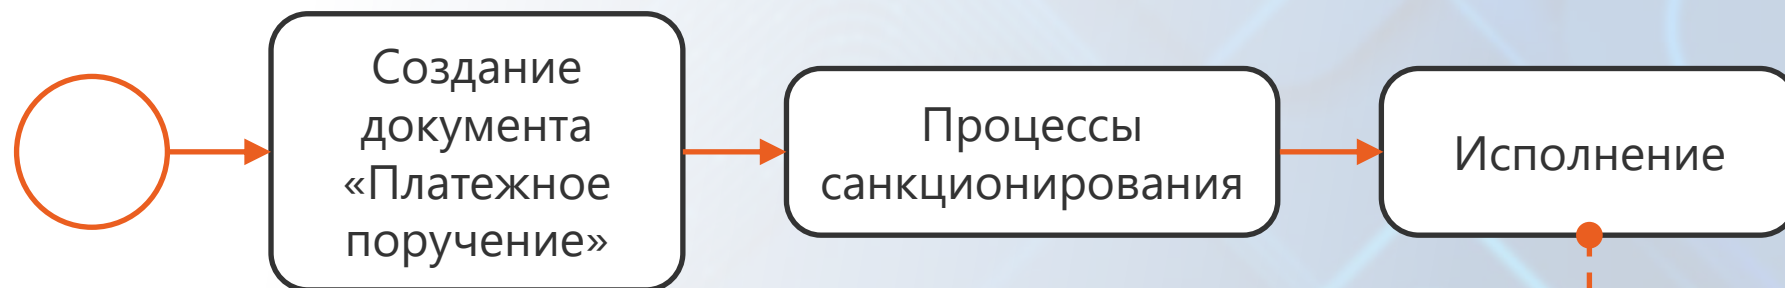 Создание
документа
«Платежное
поручение»
Процессы
санкционирования
Исполнение